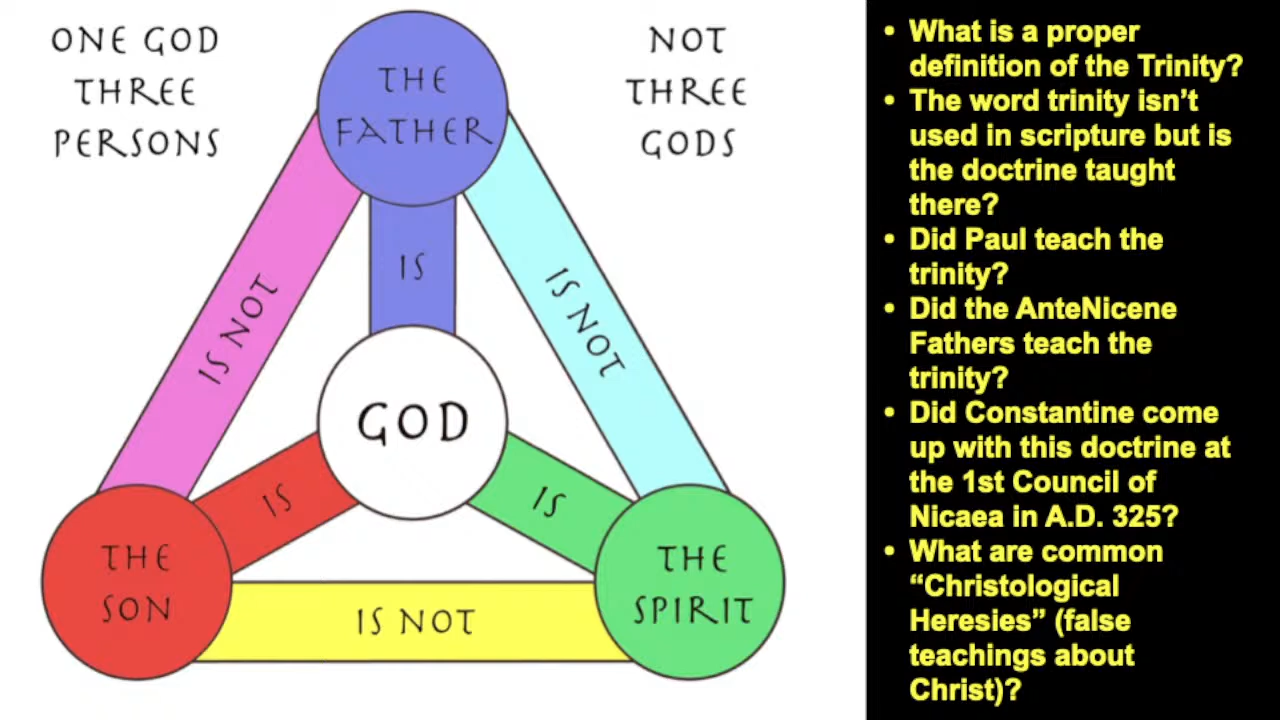 ONE GOD
THREE
PERSONS
NOT
THREE
GODS
THE
FATHER
IS NOT
IS
IS NOT
GOD
IS
IS
THE
SON
IS NOT
THE
SPIRIT
• What is a proper
definition of the Trinity?
• The word trinity isn’t
used in scripture but is
the doctrine taught
there?
• Did Paul teach the
trinity?
• Did the AnteNicene
Fathers teach the
trinity?
• Did Constantine come
up with this doctrine at
the 1st Council of
Nicaea in A.D. 325?
• What are common
“Christological
Heresies” (false
teachings about
Christ)?